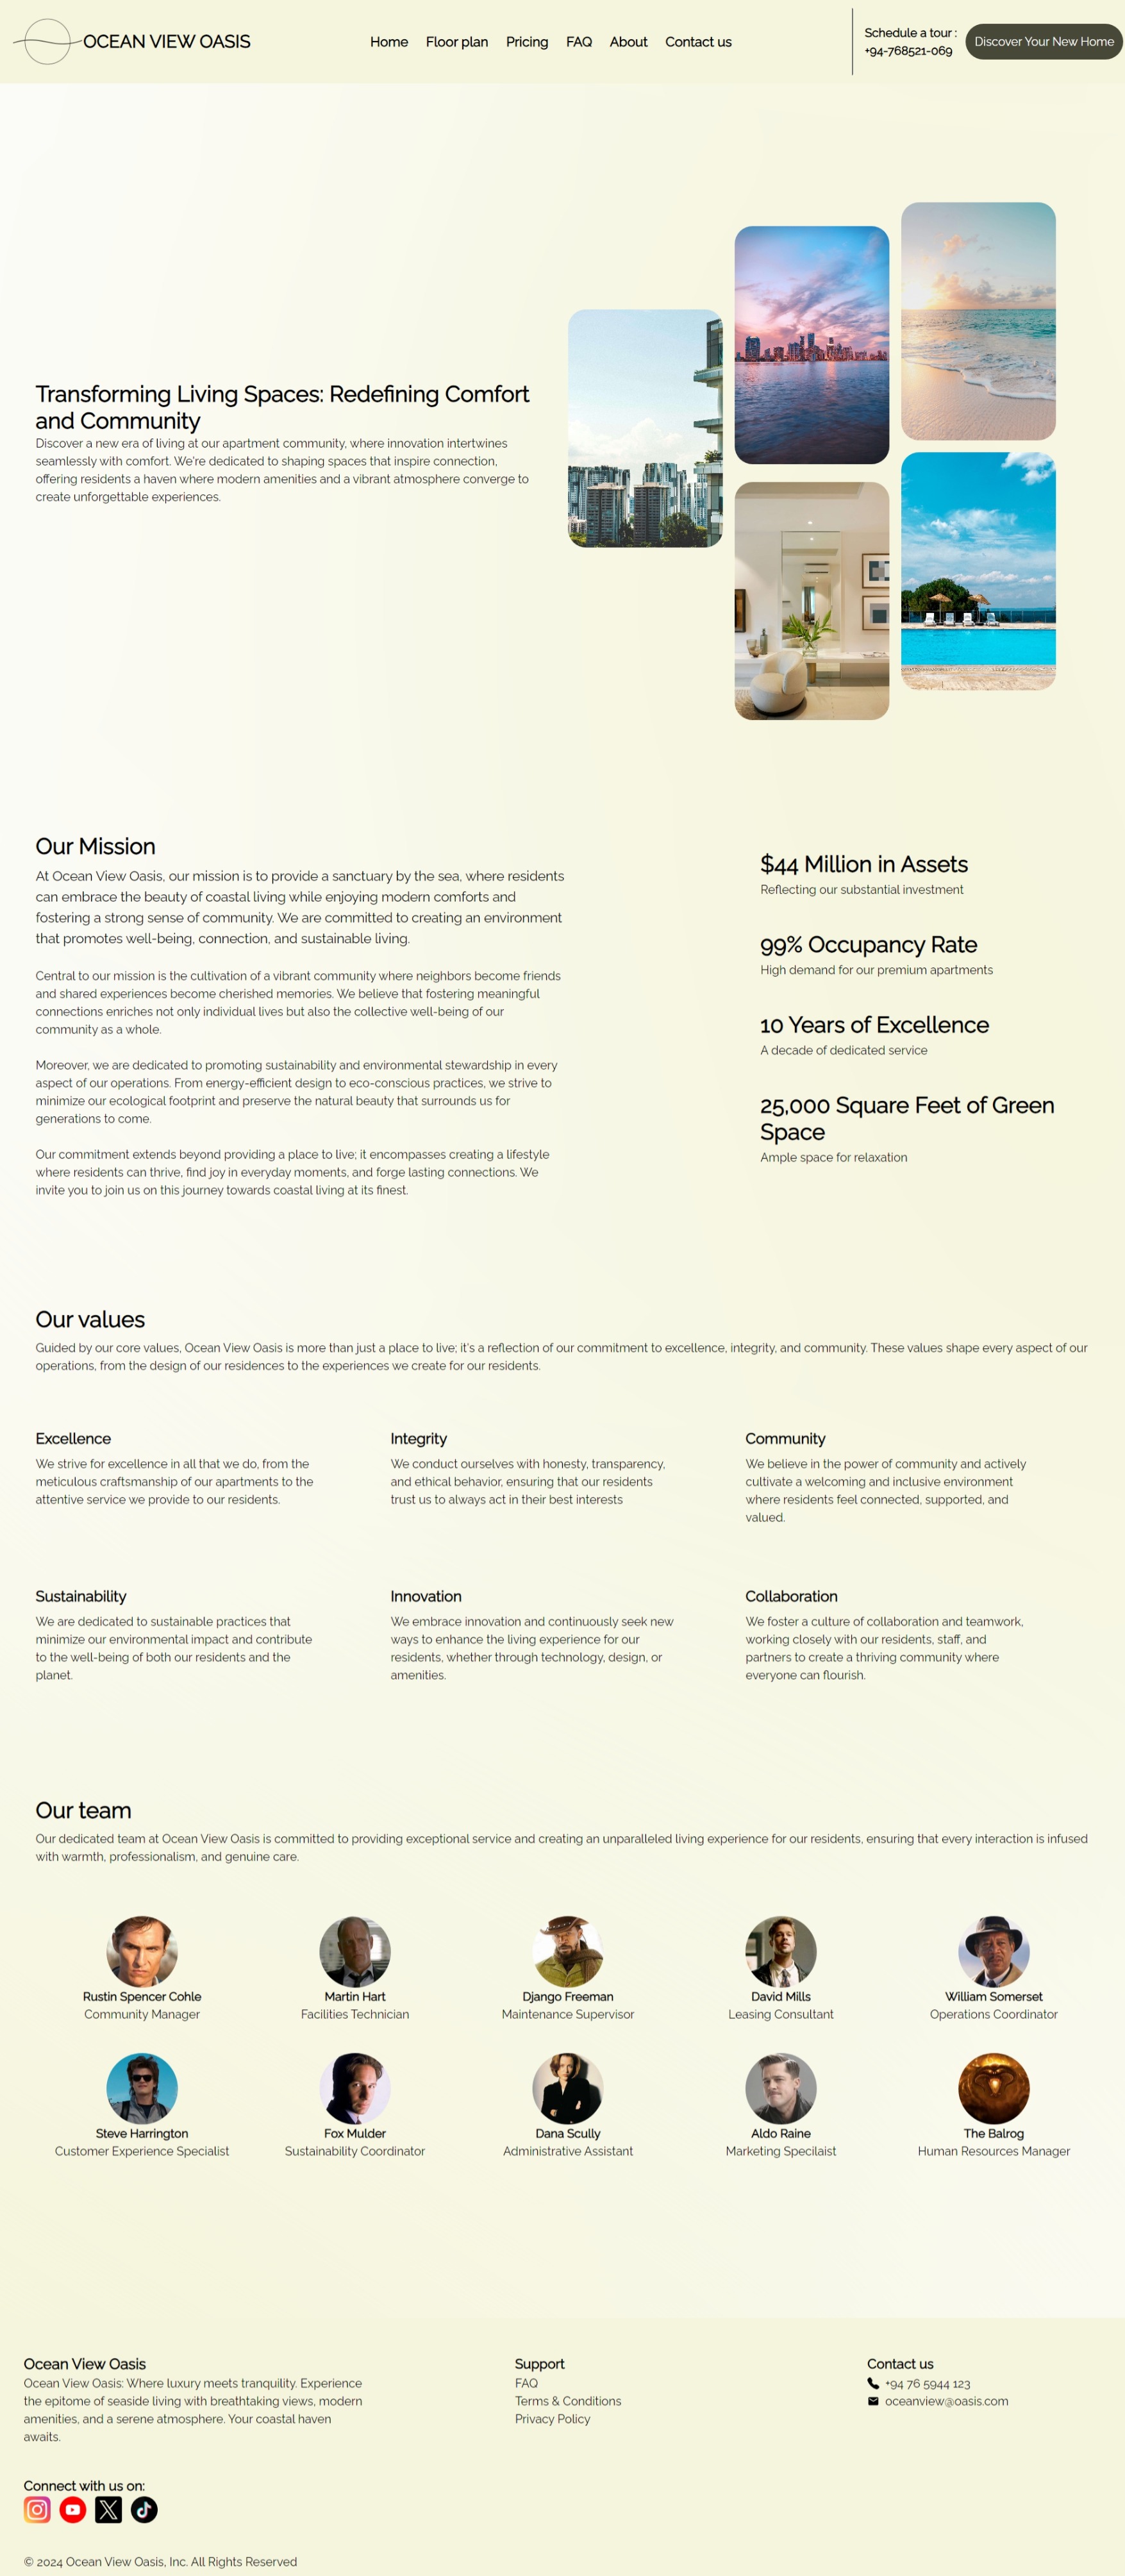 OCEAN VIEW OASIS
Home Floor plan Pricing FAQ About Contact us
Schedule a tour :
+94-768521-069
Discover Your New Home
Transforming Living Spaces: Redefining Comfort
and Community
Discover a new era of living at our apartment community, where innovation intertwines
seamlessly with comfort. We're dedicated to shaping spaces that inspire connection,
offering residents a haven where modern amenities and a vibrant atmosphere converge to
create unforgettable experiences.
Our Mission
At Ocean View Oasis, our mission is to provide a sanctuary by the sea, where residents
can embrace the beauty of coastal living while enjoying modern comforts and
fostering a strong sense of community. We are committed to creating an environment
that promotes well-being, connection, and sustainable living.
Central to our mission is the cultivation of a vibrant community where neighbors become friends
and shared experiences become cherished memories. We believe that fostering meaningful
connections enriches not only individual lives but also the collective well-being of our
community as a whole.
Moreover, we are dedicated to promoting sustainability and environmental stewardship in every
aspect of our operations. From energy-efficient design to eco-conscious practices, we strive to
minimize our ecological footprint and preserve the natural beauty that surrounds us for
generations to come.
Our commitment extends beyond providing a place to live; it encompasses creating a lifestyle
where residents can thrive, find joy in everyday moments, and forge lasting connections. We
invite you to join us on this journey towards coastal living at its finest.
$44 Million in Assets
Reflecting our substantial investment
99% Occupancy Rate
High demand for our premium apartments
10 Years of Excellence
A decade of dedicated service
25,000 Square Feet of Green
Space
Ample space for relaxation
Our values
Guided by our core values, Ocean View Oasis is more than just a place to live; it's a reflection of our commitment to excellence, integrity, and community. These values shape every aspect of our
operations, from the design of our residences to the experiences we create for our residents.
Excellence
We strive for excellence in all that we do, from the
meticulous craftsmanship of our apartments to the
attentive service we provide to our residents.
Integrity
We conduct ourselves with honesty, transparency,
and ethical behavior, ensuring that our residents
trust us to always act in their best interests
Community
We believe in the power of community and actively
cultivate a welcoming and inclusive environment
where residents feel connected, supported, and
valued.
Sustainability
We are dedicated to sustainable practices that
minimize our environmental impact and contribute
to the well-being of both our residents and the
planet.
Innovation
We embrace innovation and continuously seek new
ways to enhance the living experience for our
residents, whether through technology, design, or
amenities.
Collaboration
We foster a culture of collaboration and teamwork,
working closely with our residents, staff, and
partners to create a thriving community where
everyone can flourish.
Our team
Our dedicated team at Ocean View Oasis is committed to providing exceptional service and creating an unparalleled living experience for our residents, ensuring that every interaction is infused
with warmth, professionalism, and genuine care.
Rustin Spencer Cohle
Community Manager
Martin Hart
Facilities Technician
Django Freeman
Maintenance Supervisor
David Mills
Leasing Consultant
William Somerset
Operations Coordinator
Steve Harrington
Customer Experience Specialist
Fox Mulder
Sustainability Coordinator
Dana Scully
Administrative Assistant
Aldo Raine
Marketing Specilaist
The Balrog
Human Resources Manager
Ocean View Oasis
Ocean View Oasis: Where luxury meets tranquility. Experience
the epitome of seaside living with breathtaking views, modern
amenities, and a serene atmosphere. Your coastal haven
awaits.
Support
FAQ
Terms & Conditions
Privacy Policy
Contact us
+94 76 5944 123
oceanview@oasis.com
Connect with us on:
© 2024 Ocean View Oasis, Inc. All Rights Reserved